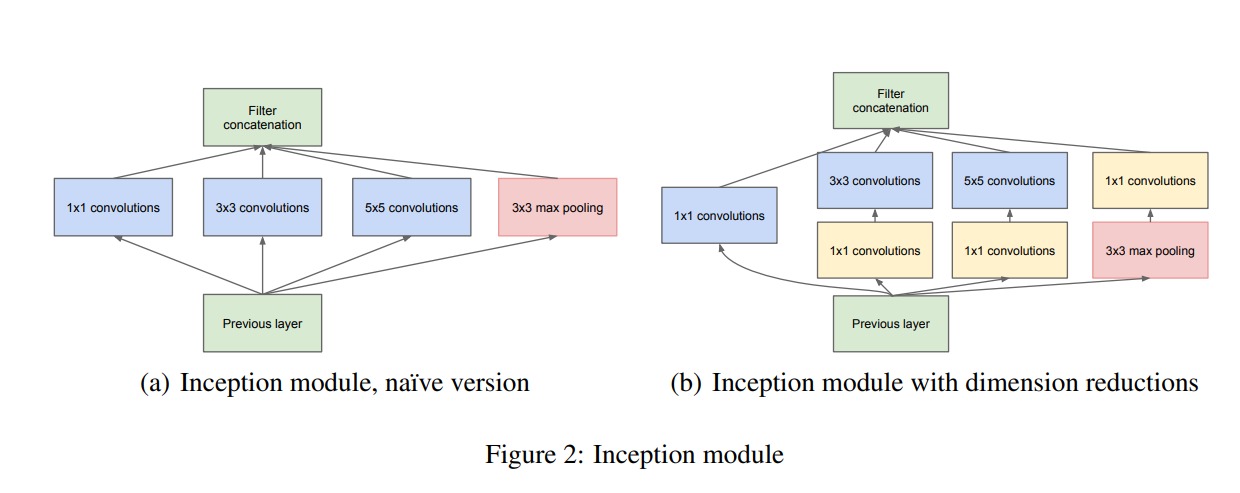 Filter
concatenation
1x1 convolutions
3x3 convolutions
5x5 convolutions
3x3 max pooling
Previous layer
(a) Inception module, naïve version
Filter
concatenation
1x1 convolutions
3x3 convolutions
5x5 convolutions
1x1 convolutions
1x1 convolutions
1x1 convolutions
3x3 max pooling
Previous layer
(b) Inception module with dimension reductions
Figure 2: Inception module